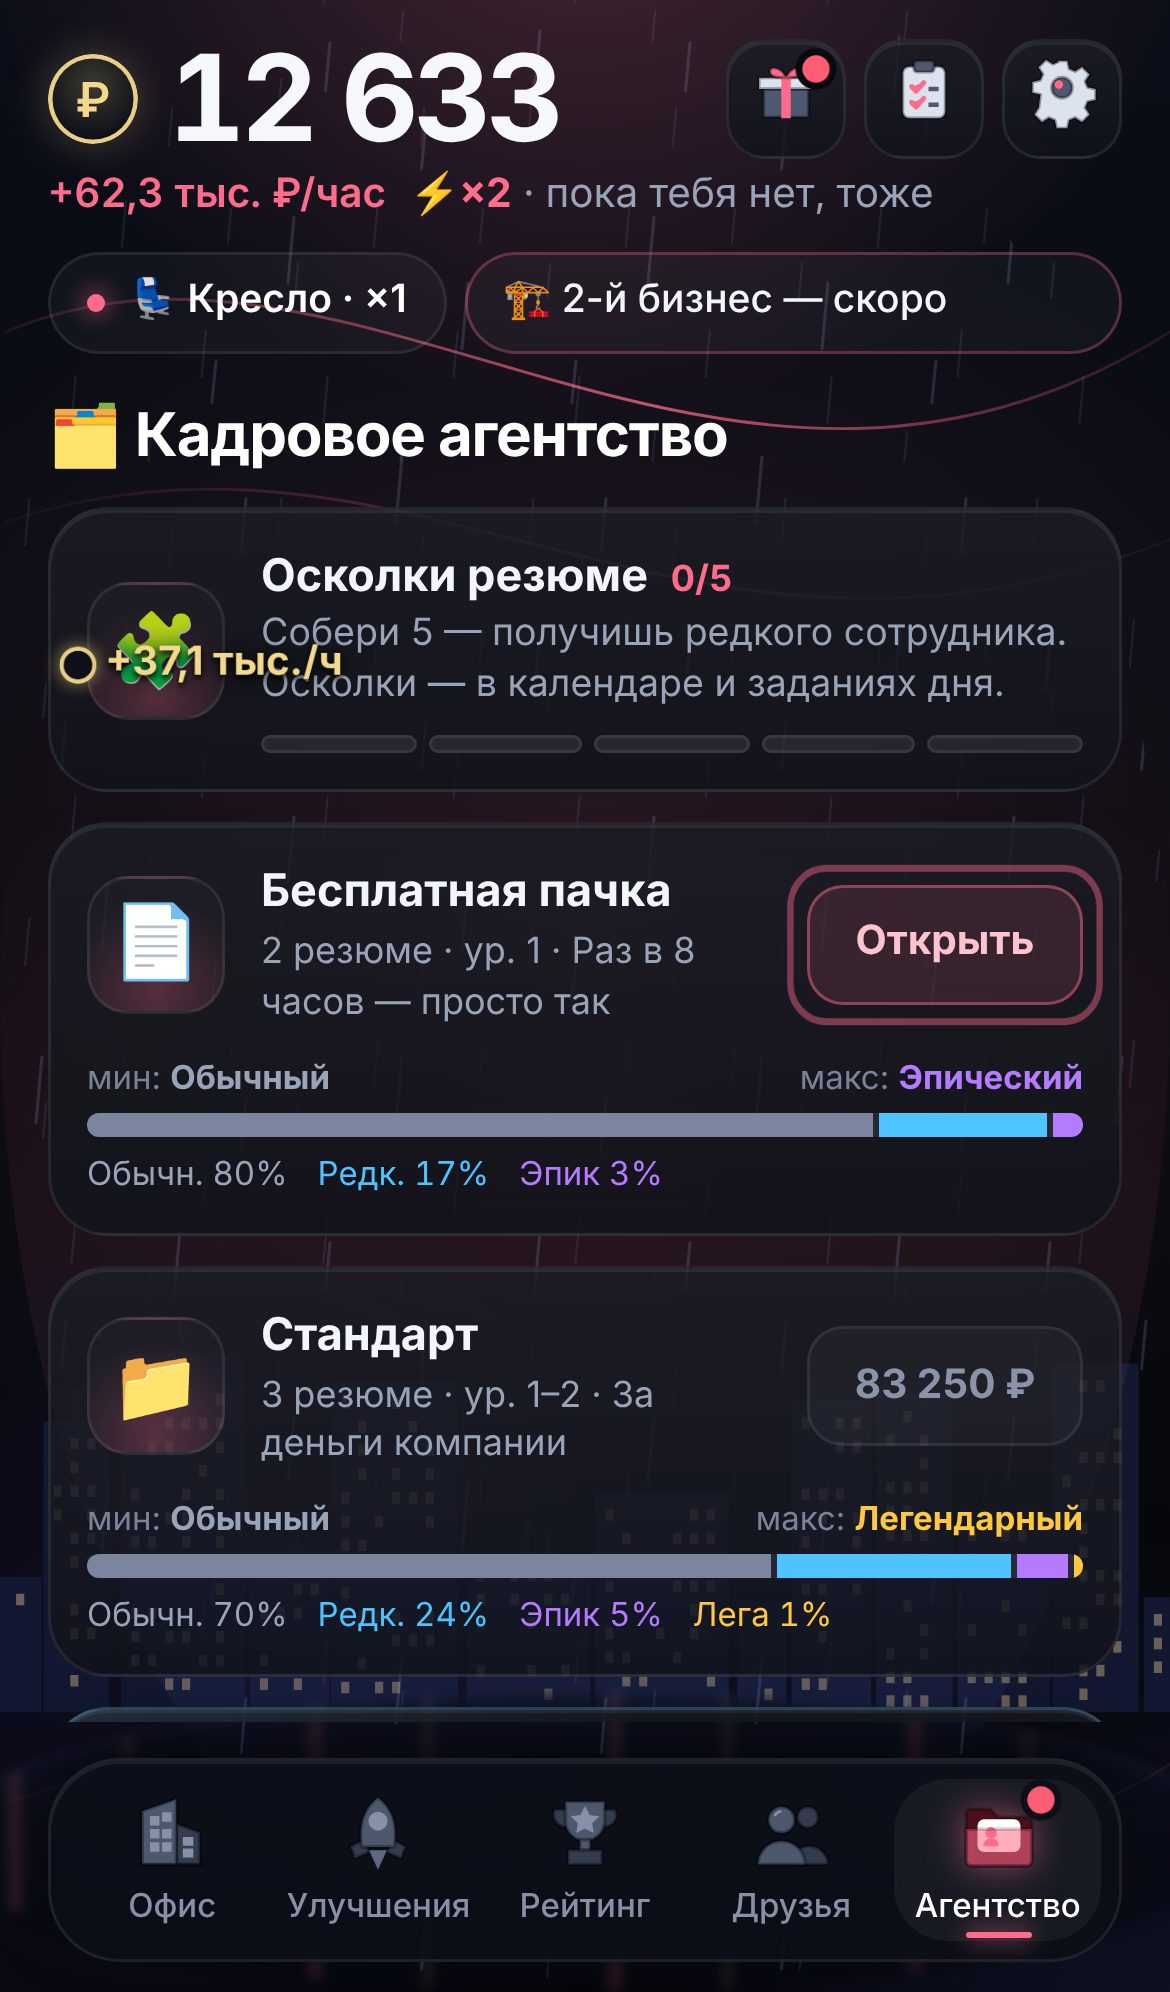 ₽ 12 633
+62,3 тыс. ₽/час ⚡×2 · пока тебя нет, тоже
Кресло · ×1
2-й бизнес — скоро
Кадровое агентство
Осколки резюме 0/5
Собери 5 — получишь редкого сотрудника.
+37,1 тыс./ч
Осколки — в календаре и заданиях дня.
Бесплатная пачка
2 резюме · ур. 1 · Раз в 8
часов — просто так
Открыть
мин: Обычный
макс: Эпический
Обычн. 80% Редк. 17% Эпик 3%
Стандарт
3 резюме · ур. 1–2 · За
деньги компании
83 250 ₽
мин: Обычный
макс: Легендарный
Обычн. 70% Редк. 24% Эпик 5% Лега 1%
Офис
Улучшения
Рейтинг
Друзья
Агентство